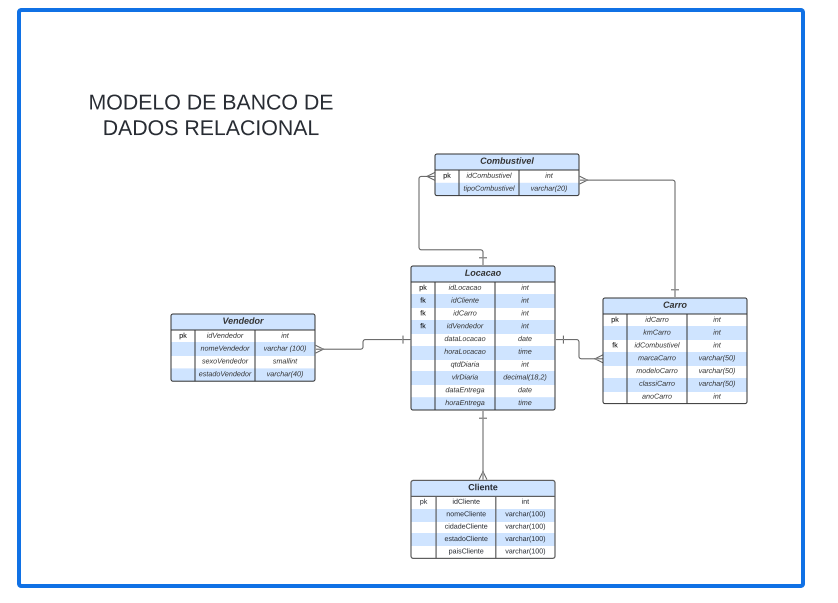 MODELO DE BANCO DE
DADOS RELACIONAL
Combustivel
pk idCombustivel int
tipoCombustivel varchar(20)
Locacao
pk idLocacao int
fk idCliente int
fk idCarro int
fk idVendedor int
dataLocacao date
horaLocacao time
qtdDiaria int
vlrDiaria decimal(18,2)
dataEntrega date
horaEntrega time
Carro
pk idCarro int
kmCarro int
fk idCombustivel int
marcaCarro varchar(50)
modeloCarro varchar(50)
classiCarro varchar(50)
anoCarro int
Vendedor
pk idVendedor int
nomeVendedor varchar (100)
sexoVendedor smallint
estadoVendedor varchar(40)
Cliente
pk idCliente int
nomeCliente varchar(100)
cidadeCliente varchar(100)
estadoCliente varchar(100)
paisCliente varchar(100)